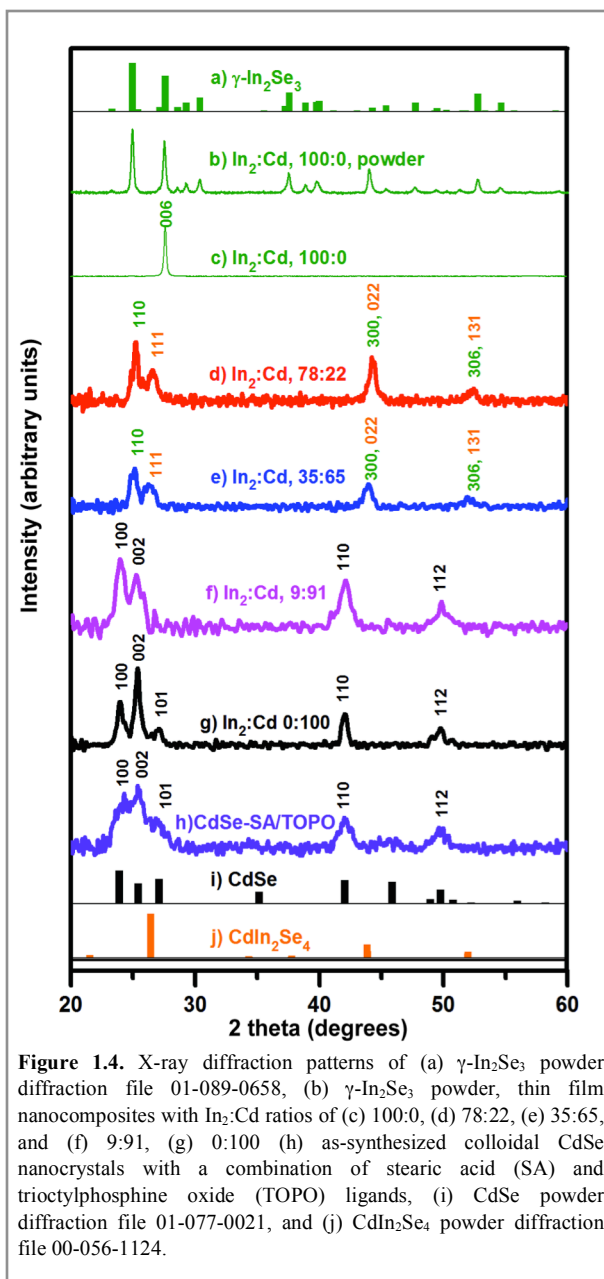 a) γ-In₂Se₃
b) In₂:Cd, 100:0, powder
006
c) In₂:Cd, 100:0
110
111
300, 022
306, 131
d) In₂:Cd, 78:22
110
111
300, 022
306, 131
e) In₂:Cd, 35:65
100
002
110
112
f) In₂:Cd, 9:91
100
002
101
110
112
g) In₂:Cd 0:100
100
002
101
110
112
h)CdSe-SA/TOPO
i) CdSe
j) CdIn₂Se₄
Intensity (arbitrary units)
20 30 40 50 60
2 theta (degrees)
Figure 1.4. X-ray diffraction patterns of (a) γ-In₂Se₃ powder
diffraction file 01-089-0658, (b) γ-In₂Se₃ powder, thin film
nanocomposites with In₂:Cd ratios of (c) 100:0, (d) 78:22, (e) 35:65,
and (f) 9:91, (g) 0:100 (h) as-synthesized colloidal CdSe
nanocrystals with a combination of stearic acid (SA) and
trioctylphosphine oxide (TOPO) ligands, (i) CdSe powder
diffraction file 01-077-0021, and (j) CdIn₂Se₄ powder diffraction
file 00-056-1124.